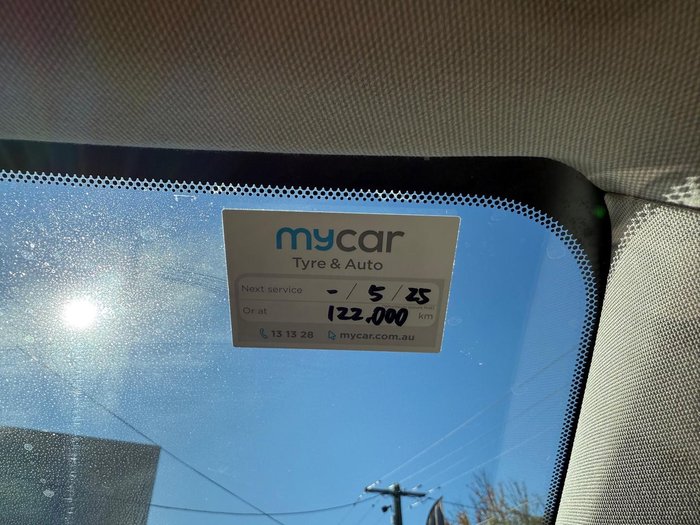 mycar
Tyre & Auto
Next service - / 5 / 25
Or at 122,000 km
13 13 28 mycar.com.au